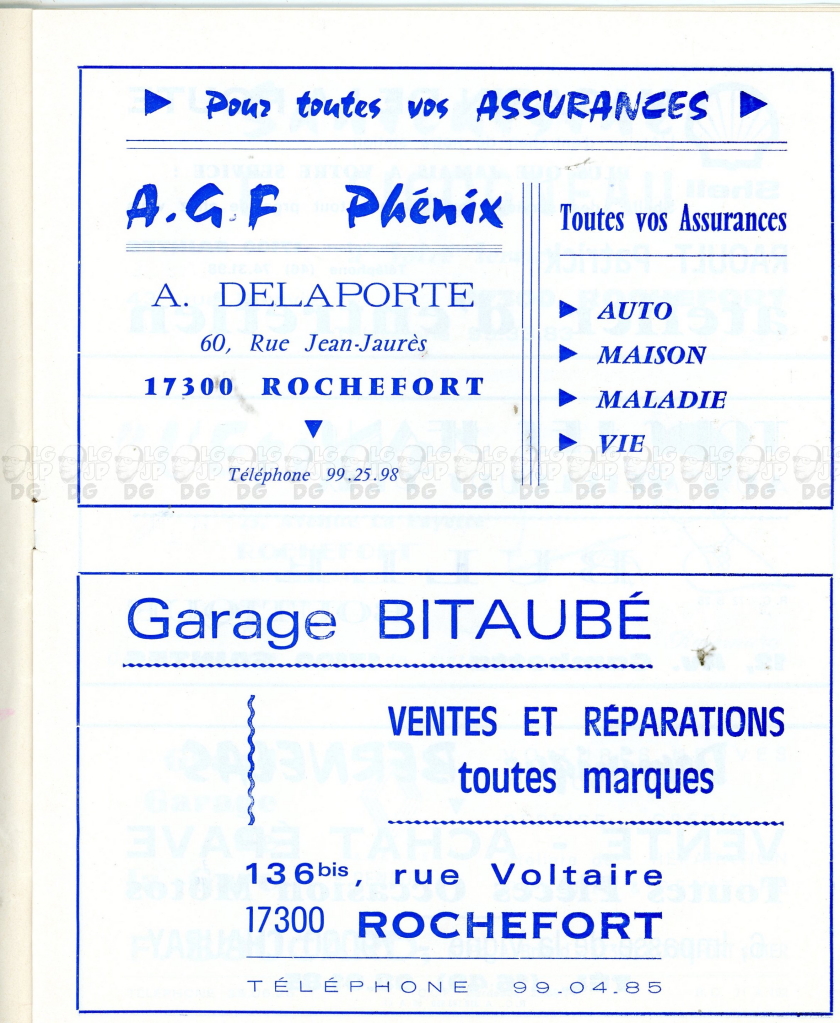 Pour toutes vos ASSURANCES
A.G.F Phénix
A. DELAPORTE
60, Rue Jean-Jaurès
17300 ROCHEFORT
Téléphone 99.25.98
Toutes vos Assurances
AUTO
MAISON
MALADIE
VIE
Garage BITAUBÉ
VENTES ET RÉPARATIONS
toutes marques
136bis, rue Voltaire
17300 ROCHEFORT
TÉLÉPHONE 99.04.85